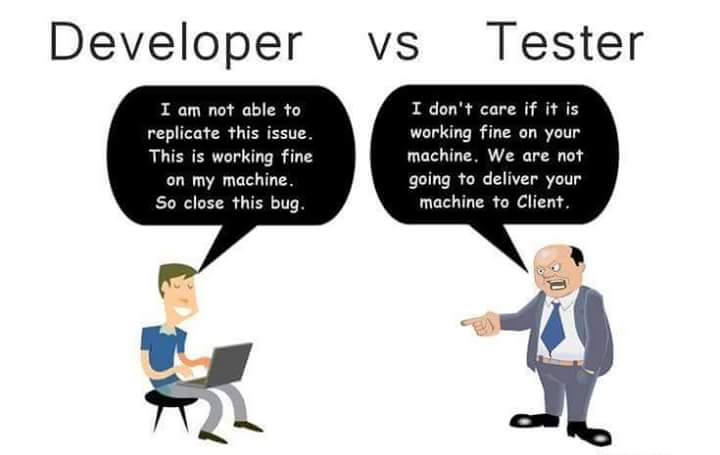 Developer vs Tester
I am not able to
replicate this issue.
This is working fine
on my machine.
So close this bug.
I don't care if it is
working fine on your
machine. We are not
going to deliver your
machine to Client.